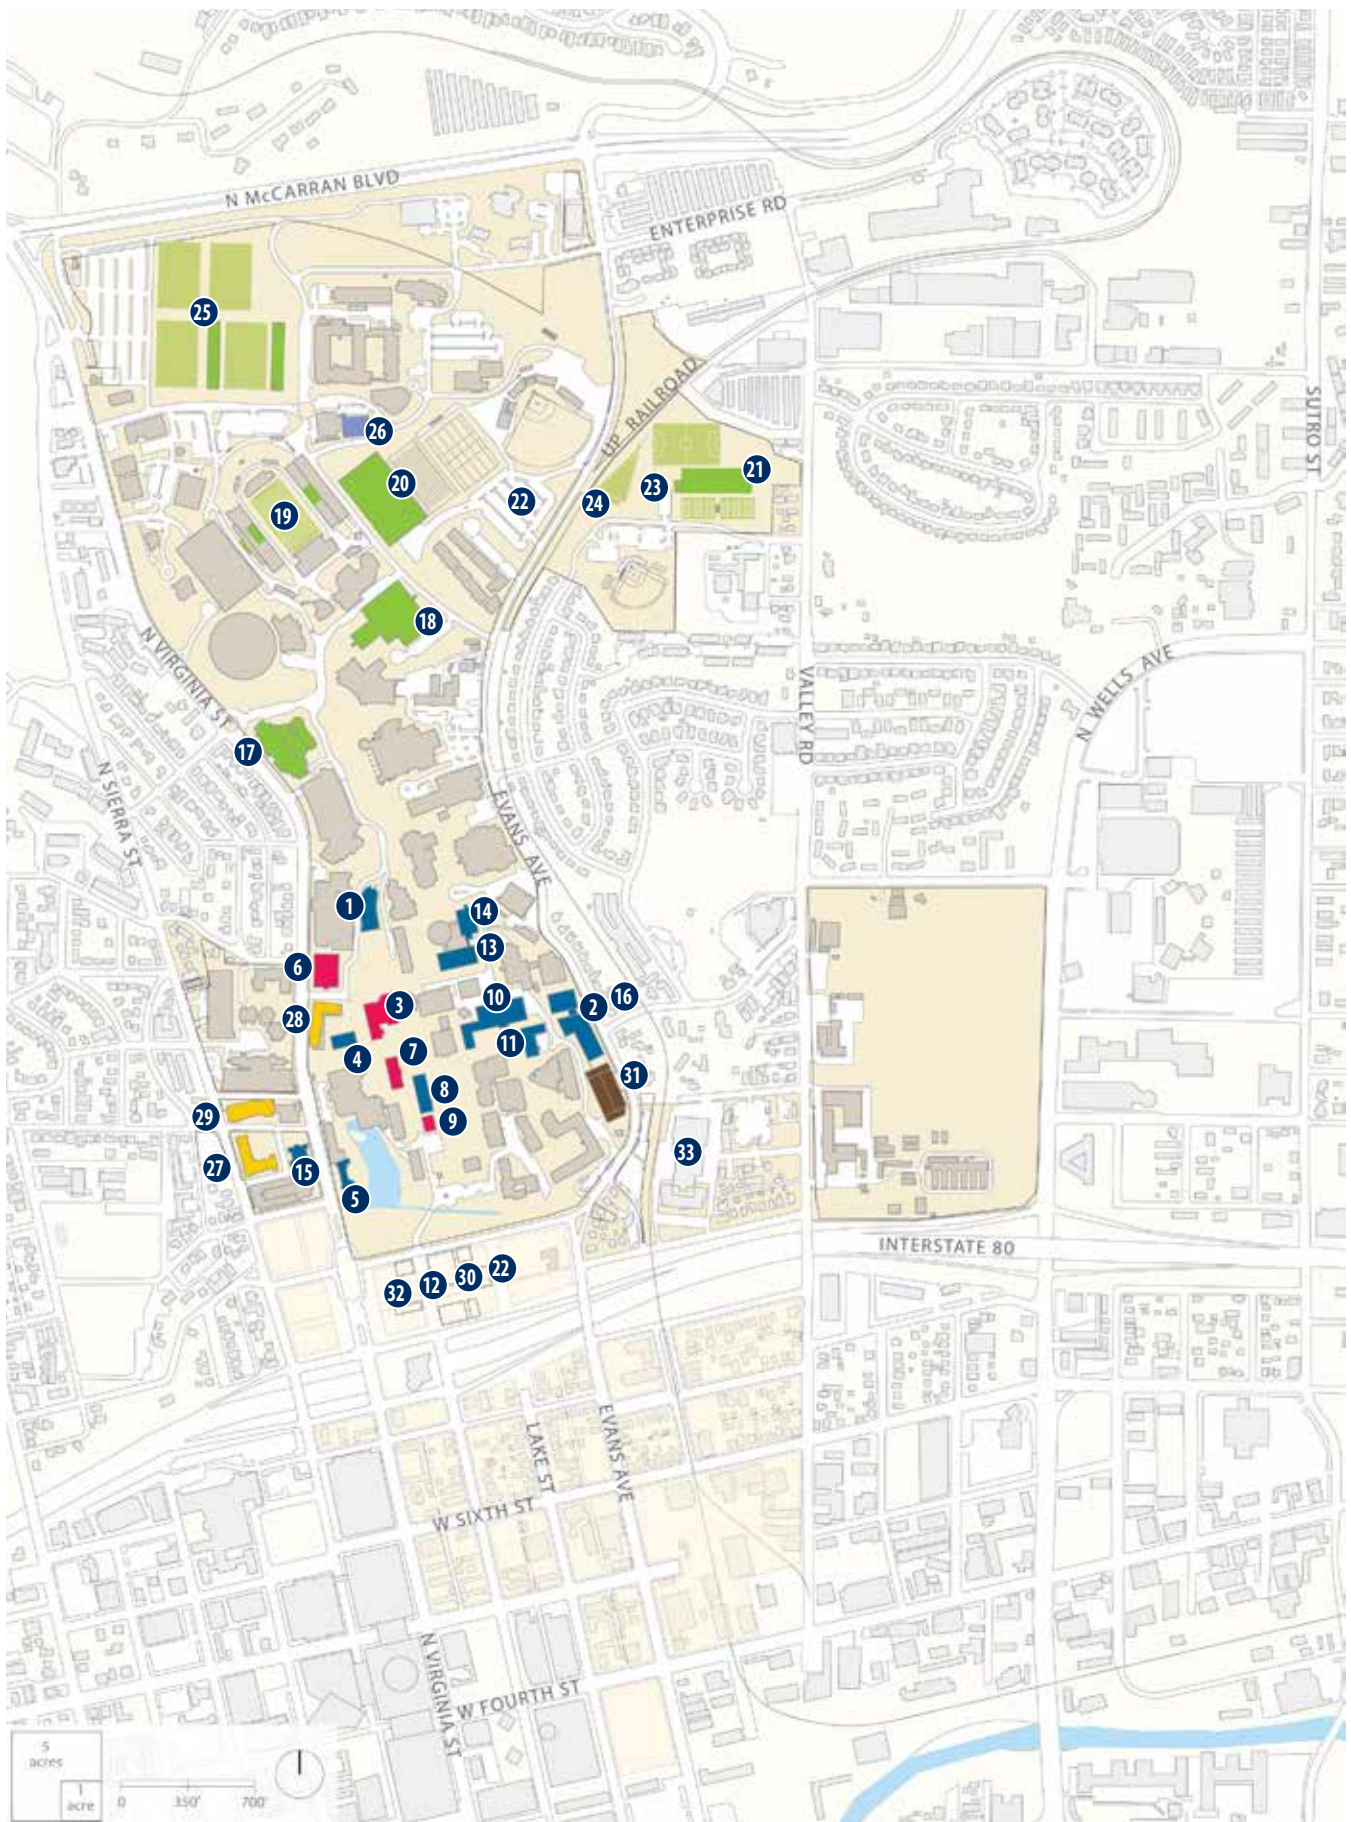 N McCARRAN BLVD
ENTERPRISE RD
25
UP RAILROAD
SUTRO ST
26
20
21
22
23
24
19
18
N VIRGINIA ST
VALLEY RD
N WELLS AVE
17
N SIERRA ST
EVANS AVE
1
14
13
6
3
10
2
16
28
4
7
11
8
31
29
9
33
27
15
5
INTERSTATE 80
32
12
30
22
LAKE ST
EVANS AVE
W SIXTH ST
N VIRGINIA ST
W FOURTH ST
5
acres
1
acre
0
350'
700'